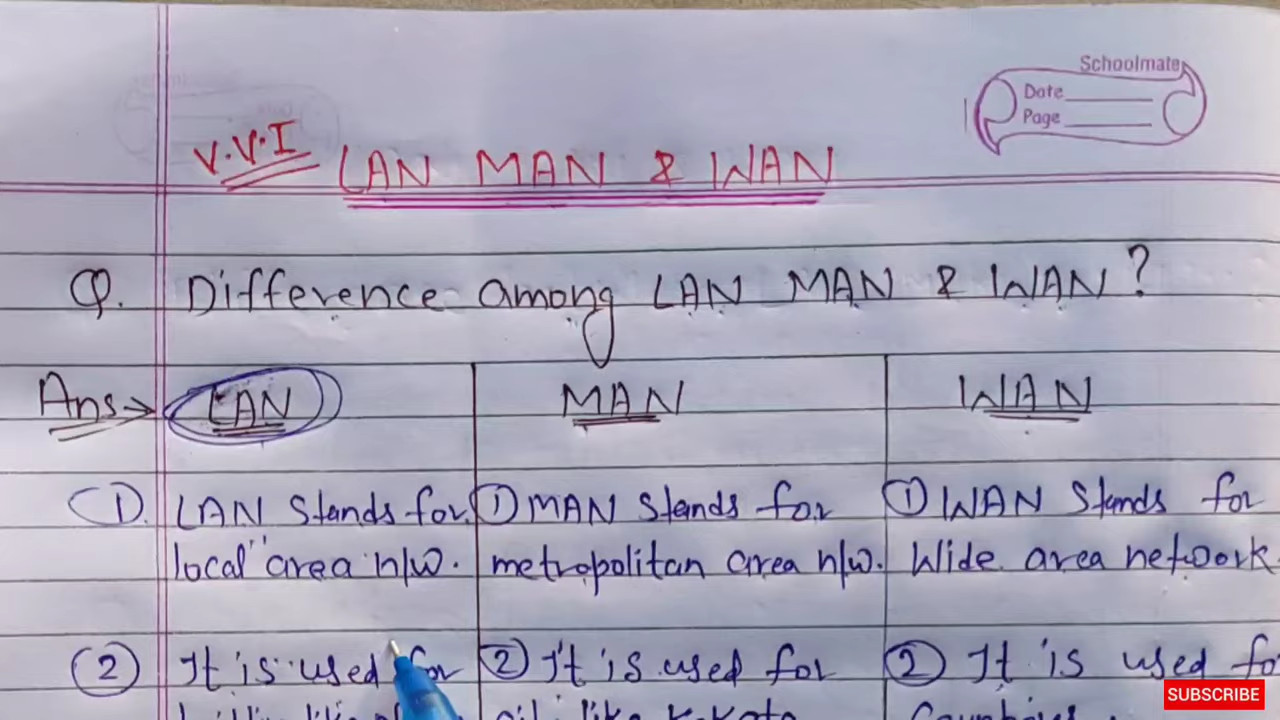 Schoolmate
Date
Page
V.V.I LAN MAN & WAN
Q. Difference among LAN MAN & WAN?
Ans→ LAN MAN WAN
① LAN stands for ① MAN stands for ① WAN stands for
local area n/w. metropolitan area n/w. Wide area network
② It is used for ② It is used for ② It is used fo
like
SUBSCRIBE